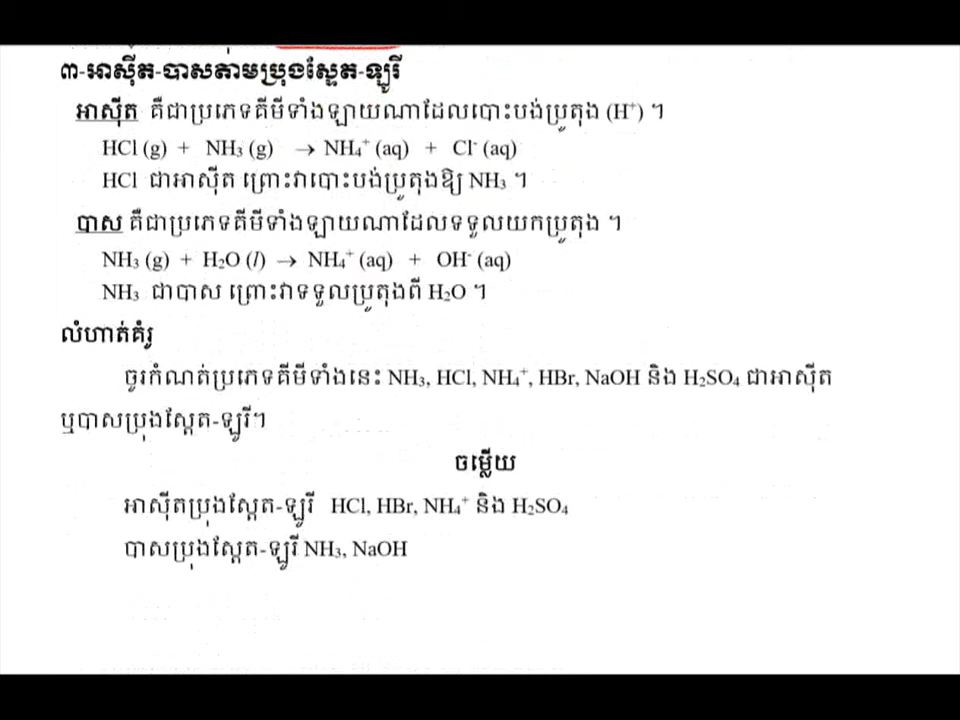 ៣-អាស៊ីត-បាសតាមប្រុងស្តែត-ឡូរី
អាស៊ីត គឺជាប្រភេទគីមីទាំងឡាយណាដែលបោះបង់ប្រូតុង (H⁺) ។
HCl (g) + NH₃ (g) → NH₄⁺ (aq) + Cl⁻ (aq)
HCl ជាអាស៊ីត ព្រោះវាបោះបង់ប្រូតុងឱ្យ NH₃ ។
បាស គឺជាប្រភេទគីមីទាំងឡាយណាដែលទទួលយកប្រូតុង ។
NH₃ (g) + H₂O (l) → NH₄⁺ (aq) + OH⁻ (aq)
NH₃ ជាបាស ព្រោះវាទទួលប្រូតុងពី H₂O ។
លំហាត់គំរូ
ចូរកំណត់ប្រភេទគីមីទាំងនេះ NH₃, HCl, NH₄⁺, HBr, NaOH និង H₂SO₄ ជាអាស៊ីត
ឬបាសប្រុងស្តែត-ឡូរី។
ចម្លើយ
អាស៊ីតប្រុងស្តែត-ឡូរី HCl, HBr, NH₄⁺ និង H₂SO₄
បាសប្រុងស្តែត-ឡូរី NH₃, NaOH